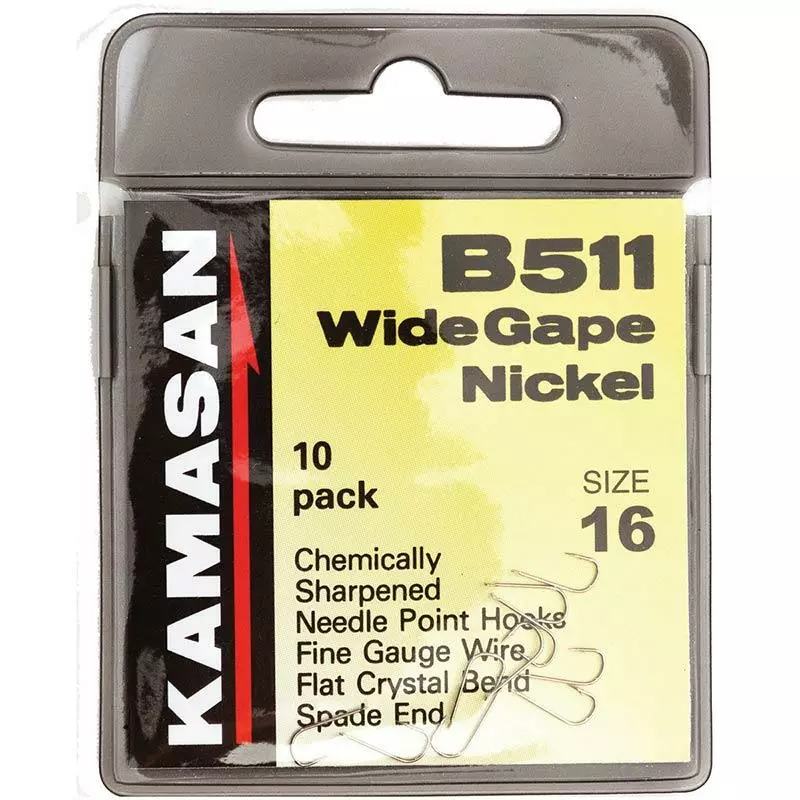 KAMASAN
B511
Wide Gape
Nickel
10
pack
SIZE
16
Chemically
Sharpened
Needle Point Hooks
Fine Gauge Wire
Flat Crystal Bend
Spade End